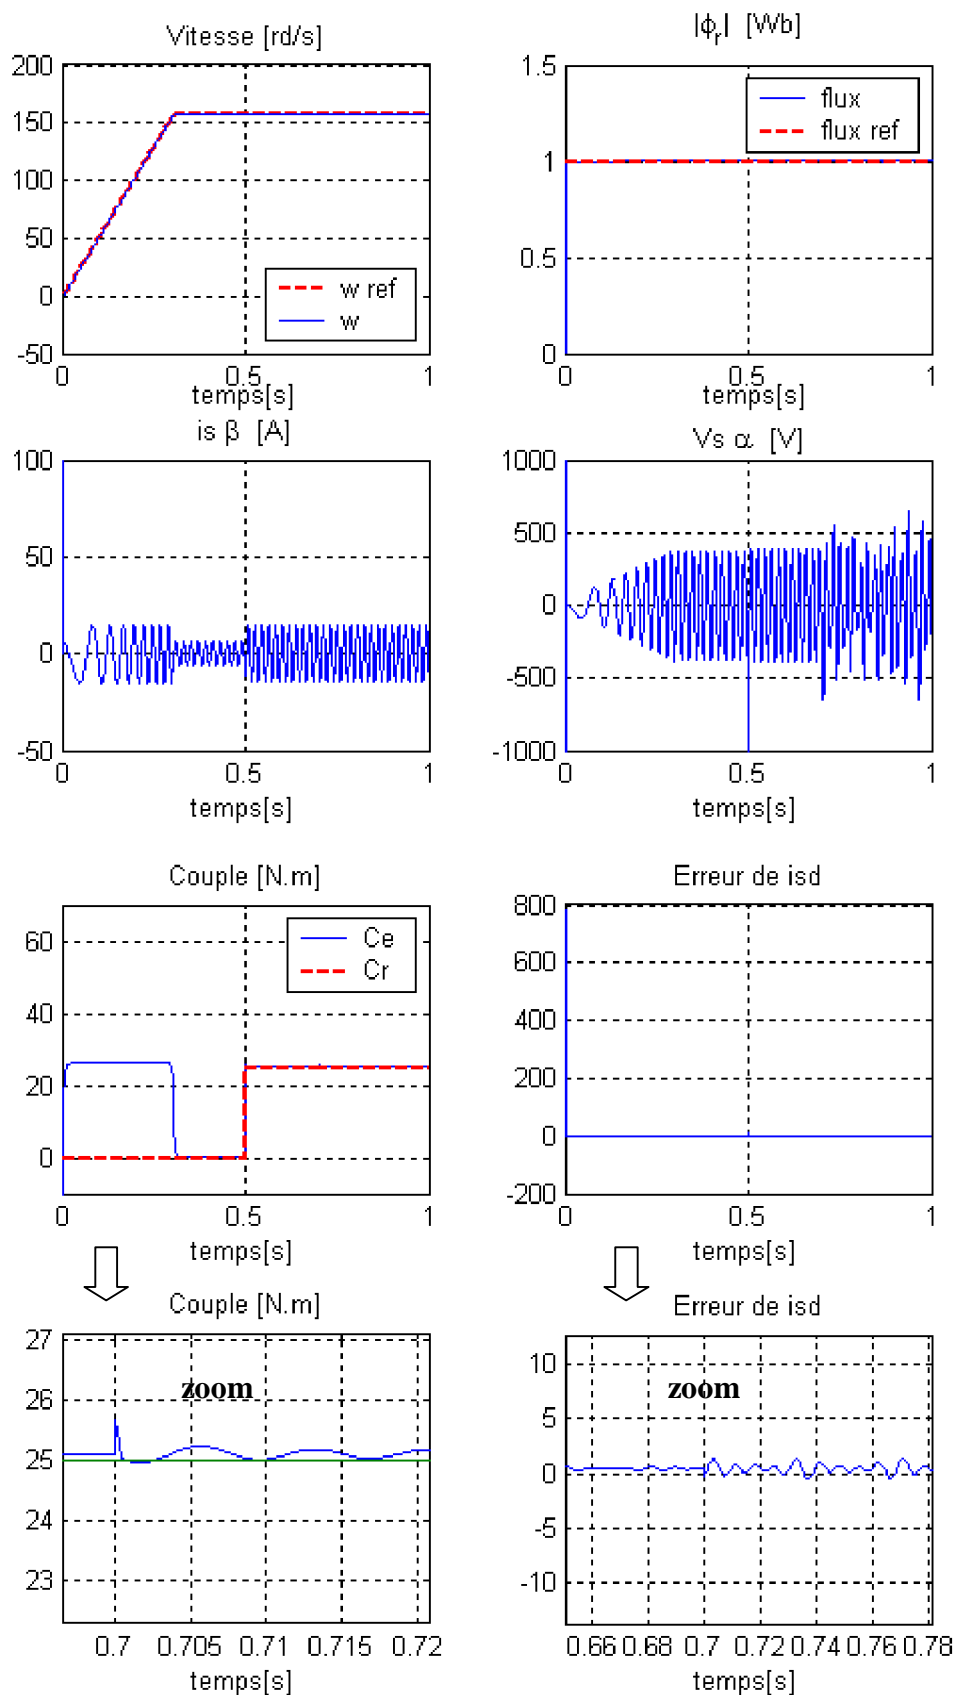 Vitesse [rd/s]
200
150
100
50
0
-50
w ref
w
0
0.5
1
temps[s]
|ϕr| [Wb]
1.5
1
0.5
0
flux
flux ref
0
0.5
1
temps[s]
is β [A]
100
50
0
-50
0
0.5
1
temps[s]
Vs α [V]
1000
500
0
-500
-1000
0
0.5
1
temps[s]
Couple [N.m]
60
40
20
0
Ce
Cr
0
0.5
1
temps[s]
Erreur de isd
800
600
400
200
0
-200
0
0.5
1
temps[s]
Couple [N.m]
27
26
25
24
23
zoom
0.7
0.705
0.71
0.715
0.72
temps[s]
Erreur de isd
10
5
0
-5
-10
zoom
0.66
0.68
0.7
0.72
0.74
0.76
0.78
temps[s]